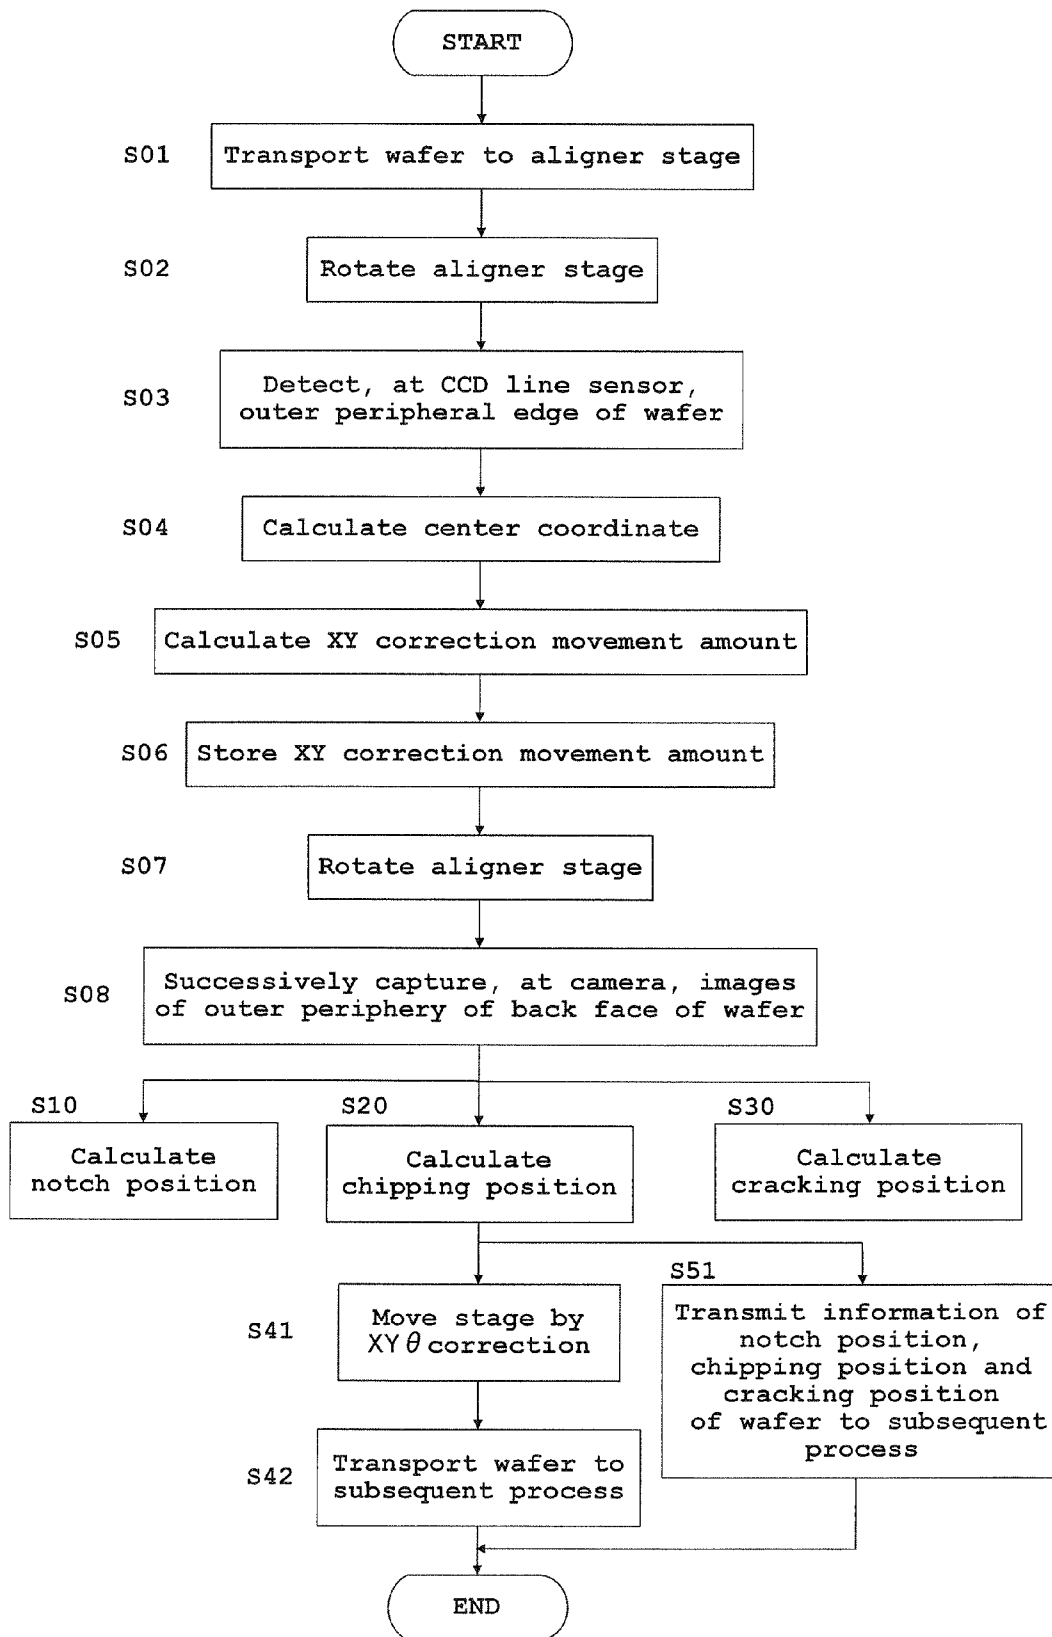 START
S01
Transport wafer to aligner stage
S02
Rotate aligner stage
S03
Detect, at CCD line sensor,
outer peripheral edge of wafer
S04
Calculate center coordinate
S05
Calculate XY correction movement amount
S06
Store XY correction movement amount
S07
Rotate aligner stage
S08
Successively capture, at camera, images
of outer periphery of back face of wafer
S10
Calculate
notch position
S20
Calculate
chipping position
S30
Calculate
cracking position
S41
Move stage by
XYθ correction
S51
Transmit information of
notch position,
chipping position and
cracking position
of wafer to subsequent
process
S42
Transport wafer to
subsequent process
END